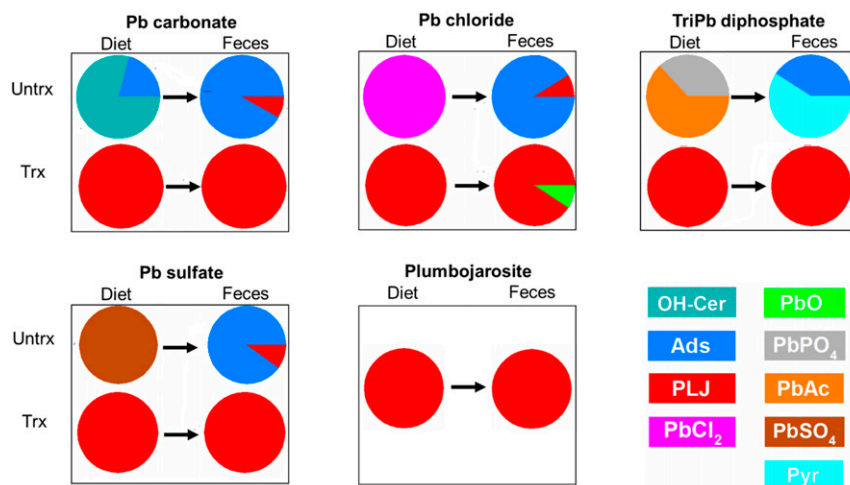 Pb carbonate
Pb chloride
TriPb diphosphate
Diet Feces
Diet Feces
Diet Feces
Untrx
Trx
Pb sulfate
Plumbojarosite
Diet Feces
Diet Feces
Untrx
Trx
OH-Cer PbO
Ads PbPO₄
PLJ PbAc
PbCl₂ PbSO₄
Pyr